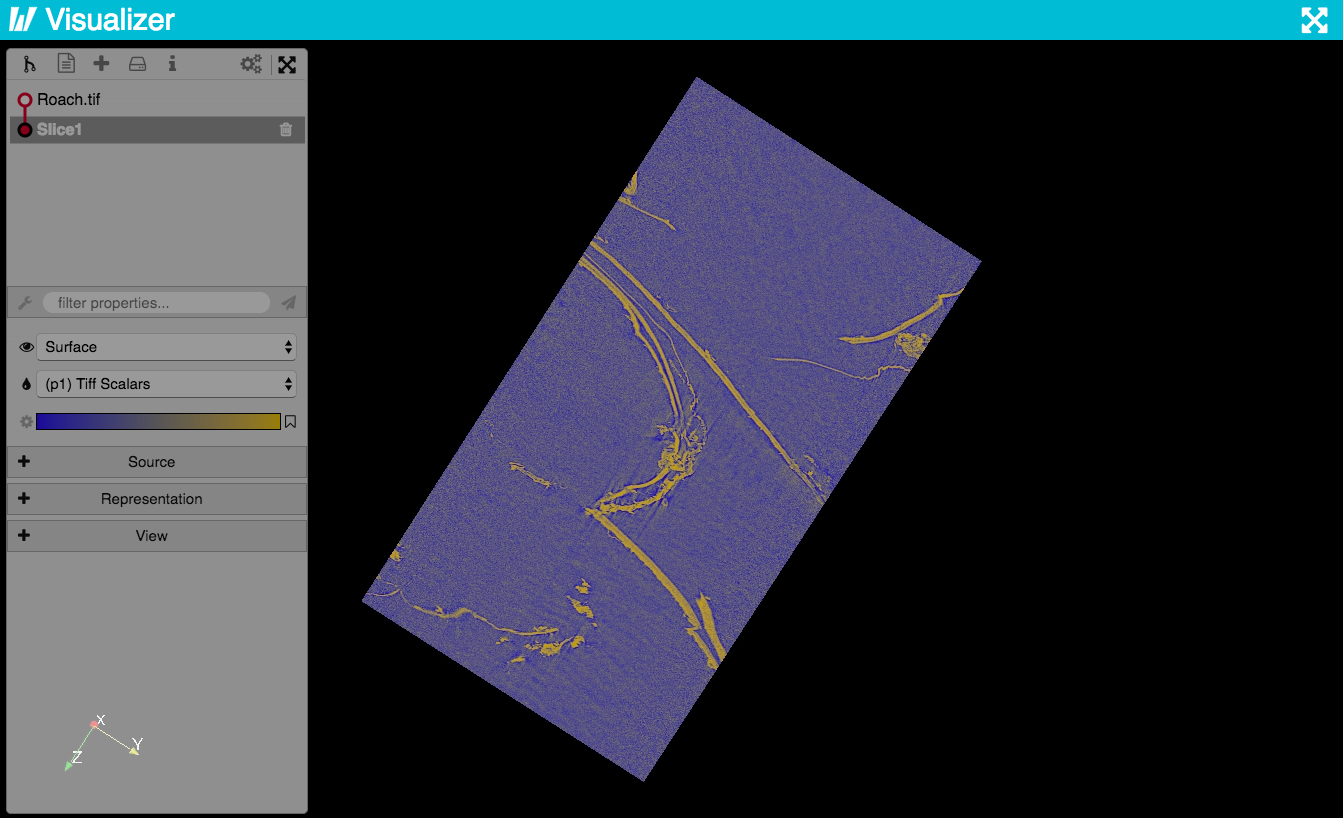 Visualizer
Roach.tif
Slice1
filter properties...
Surface
(p1) Tiff Scalars
Source
Representation
View
X
Y
Z